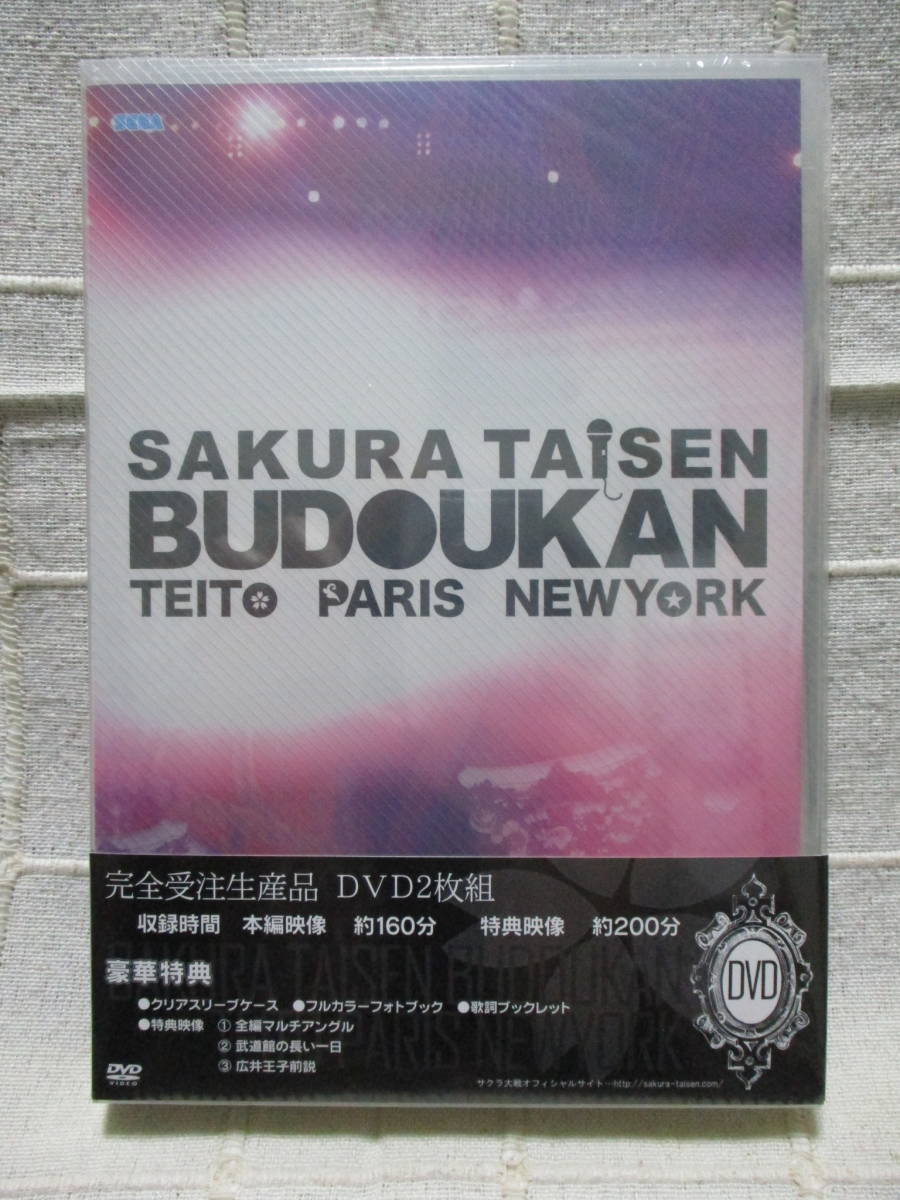 SEGA
SAKURA TAISEN
BUDOUKAN
TEITO PARIS NEWYORK
完全受注生産品 DVD2枚組
収録時間 本編映像 約160分 特典映像 約200分
SAKURA TAISEN BUDOUKAN
豪華特典
DVD
●クリアスリーブケース ●フルカラーフォトブック ●歌詞ブックレット
●特典映像 ① 全編マルチアングル
② 武道館の長い一日
③ 広井王子前説
PARIS NEWYORK
DVD
VIDEO
サクラ大戦オフィシャルサイト…http://sakura-taisen.com/